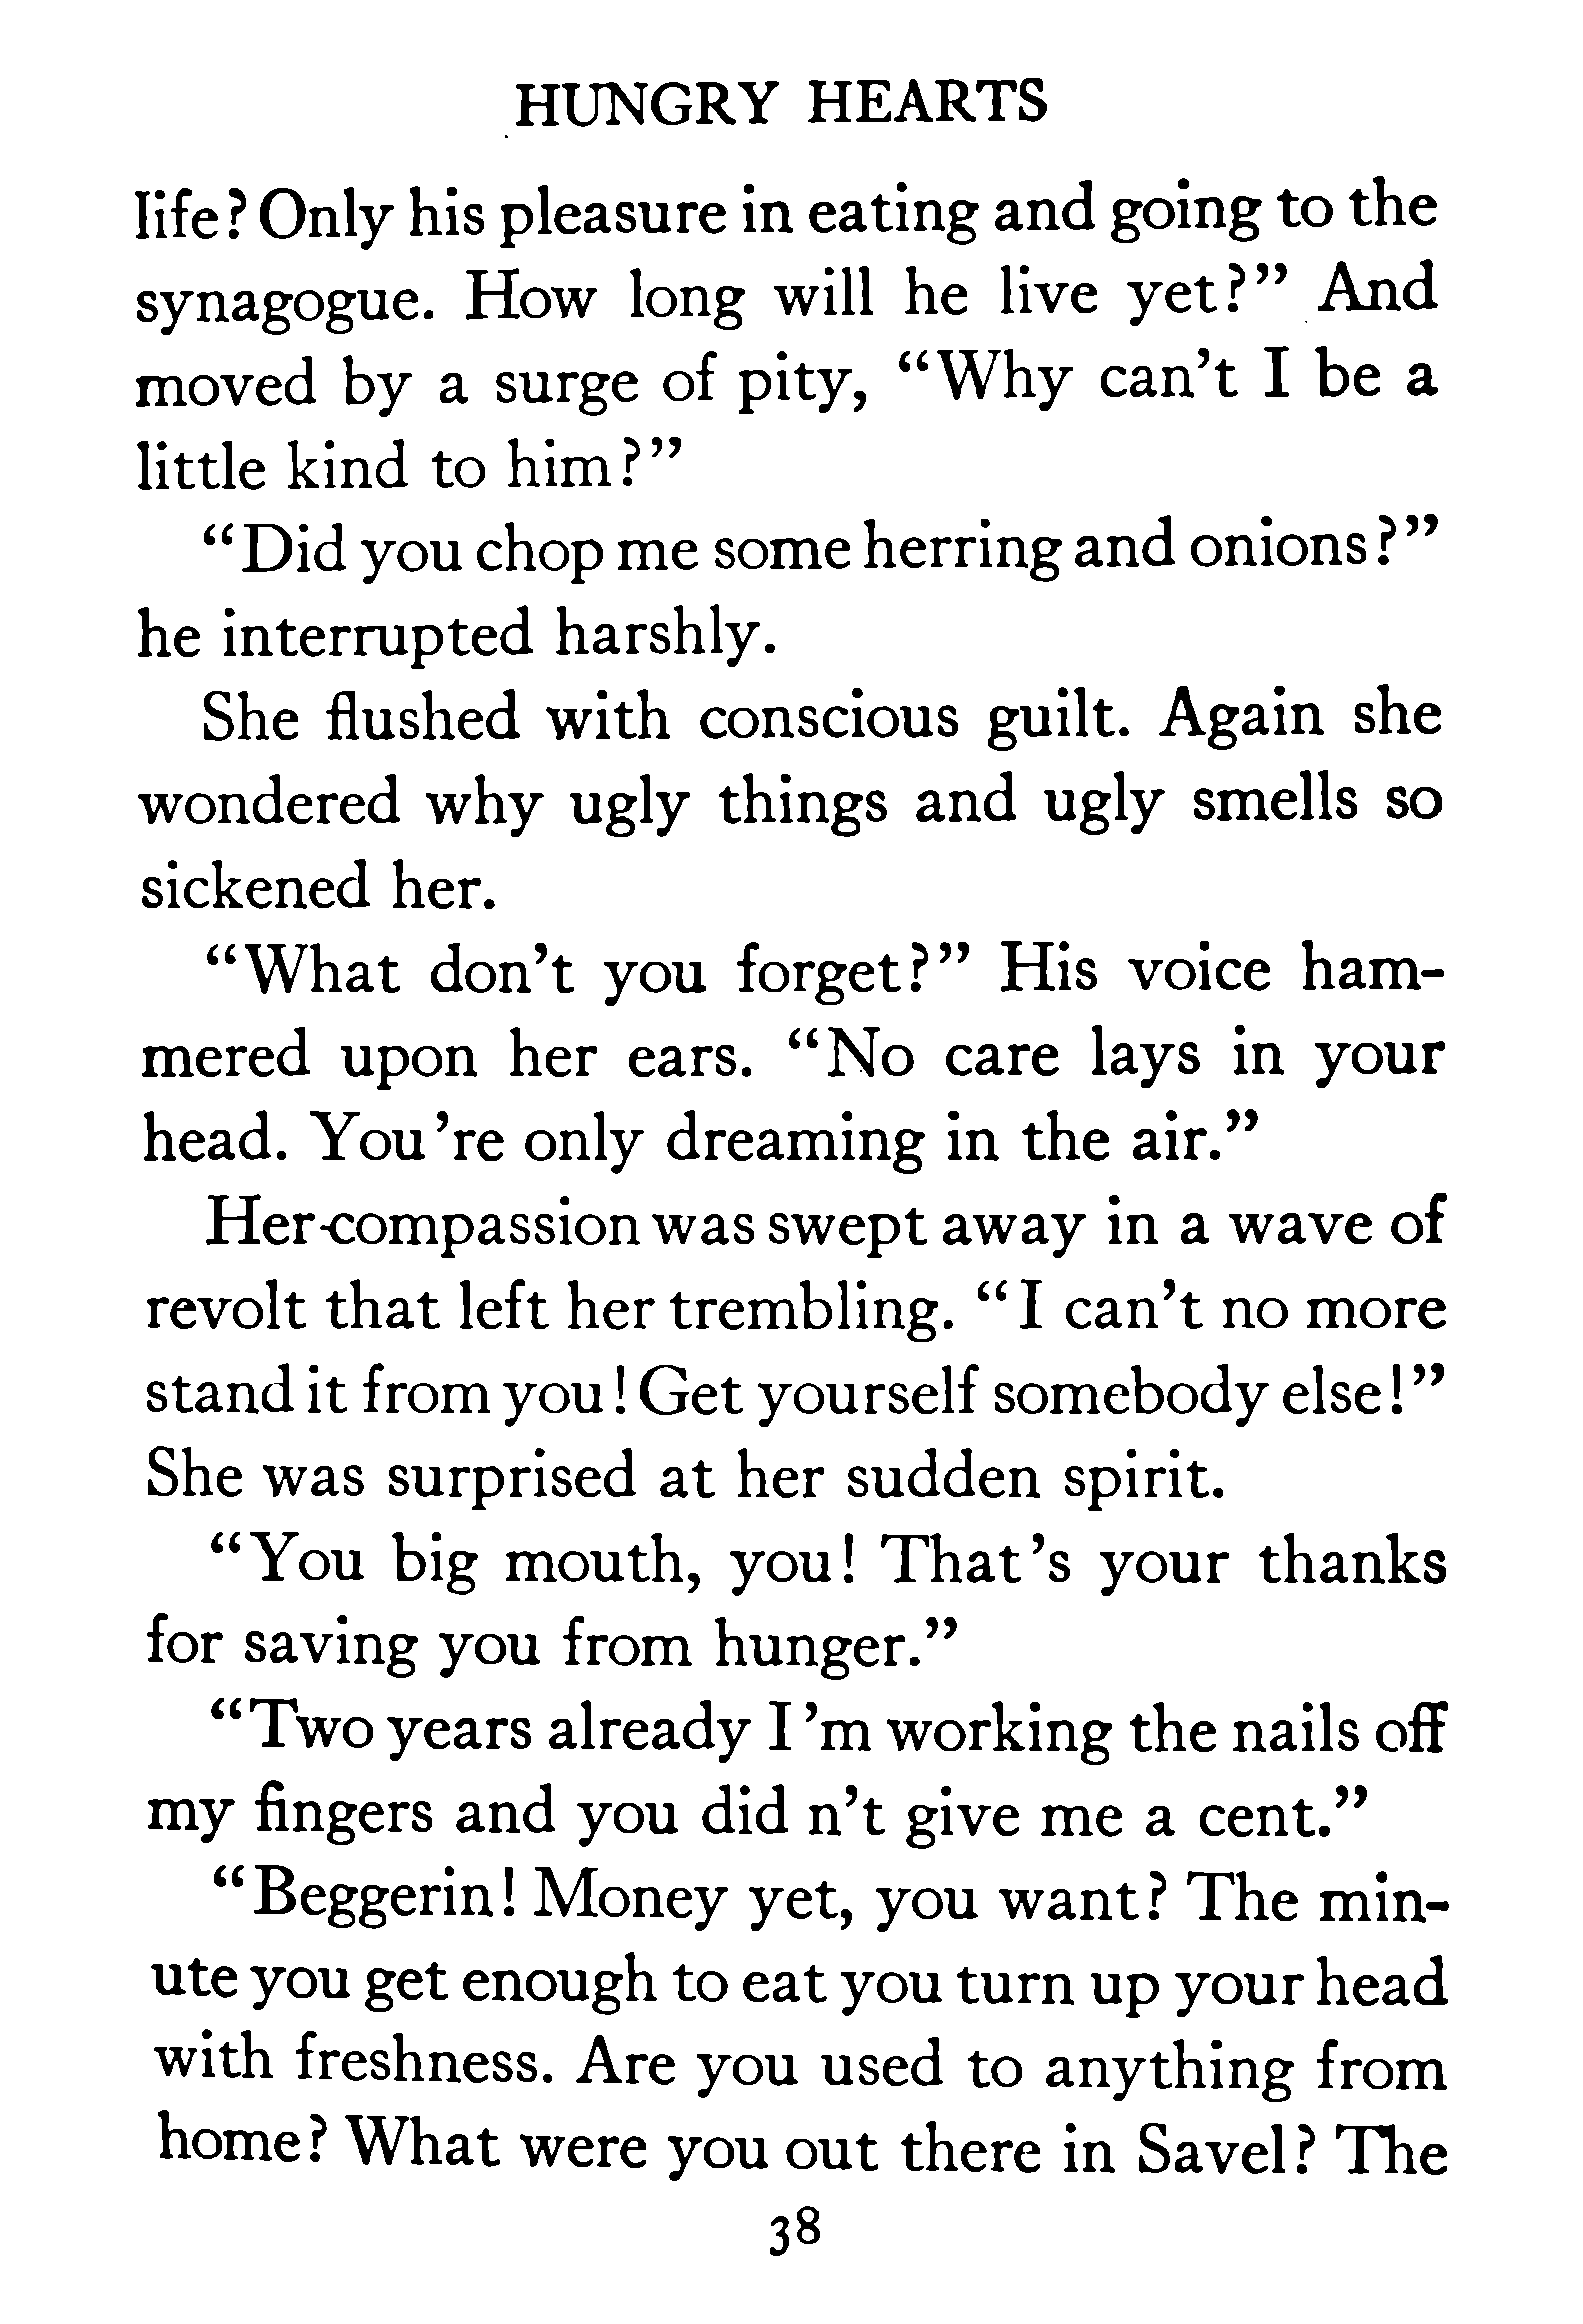 HUNGRY HEARTS
life? Only his pleasure in eating and going to the
synagogue. How long will he live yet?” And
moved by a surge of pity, “Why can’t I be a
little kind to him?”
“Did you chop me some herring and onions?”
he interrupted harshly.
She flushed with conscious guilt. Again she
wondered why ugly things and ugly smells so
sickened her.
“What don’t you forget?” His voice ham-
mered upon her ears. “No care lays in your
head. You ’re only dreaming in the air.”
Her compassion was swept away in a wave of
revolt that left her trembling. “I can’t no more
stand it from you! Get yourself somebody else!”
She was surprised at her sudden spirit.
“You big mouth, you! That ’s your thanks
for saving you from hunger.”
“Two years already I ’m working the nails off
my fingers and you did n’t give me a cent.”
“Beggerin! Money yet, you want? The min-
ute you get enough to eat you turn up your head
with freshness. Are you used to anything from
home? What were you out there in Savel? The
38